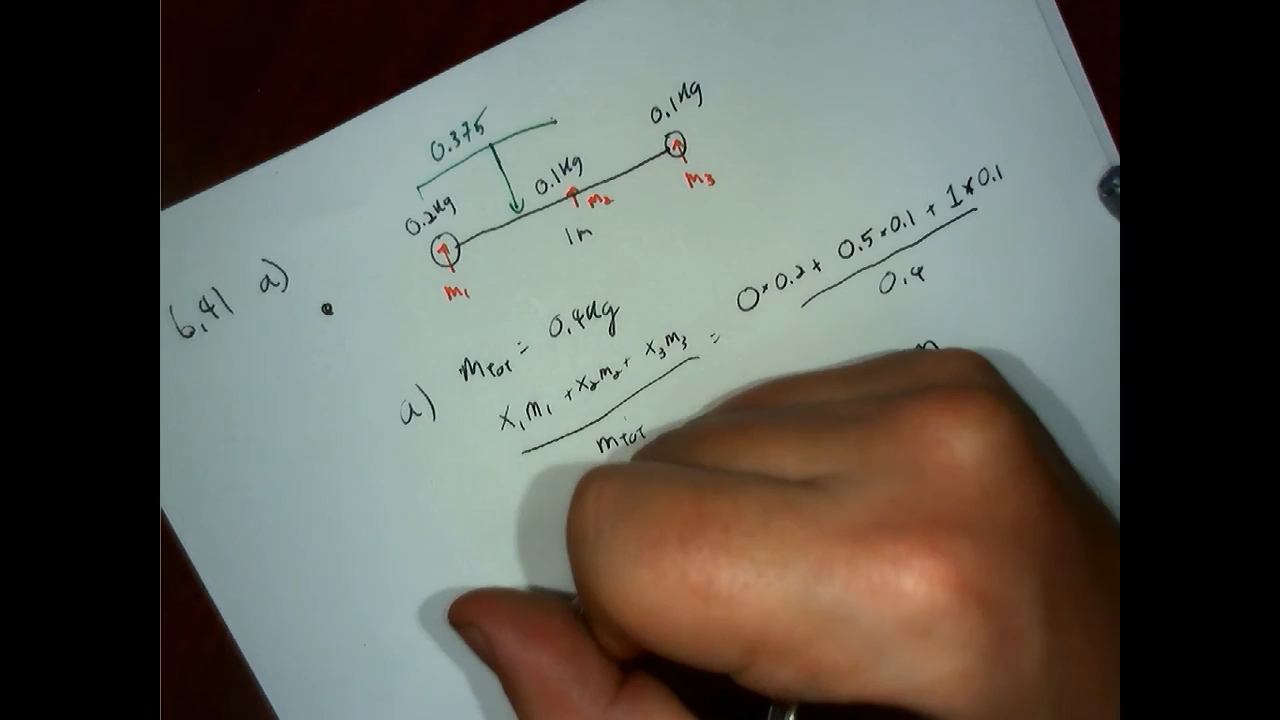 0.375
0.1Kg
0.2Kg
0.1Kg
m₁
m₂
m₃
1m
6.41 a)
mₜₒₜ = 0.4Kg
a)
x₁m₁ + x₂m₂ + x₃m₃ = 0*0.2 + 0.5*0.1 + 1*0.1
mTOT
0.4